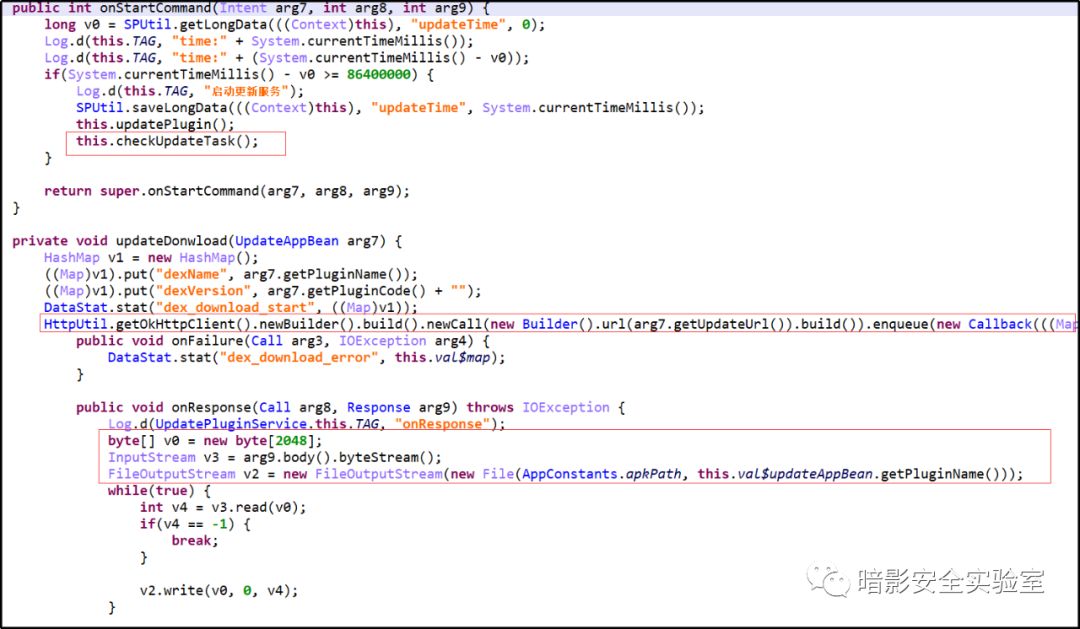 public int onStartCommand(Intent arg7, int arg8, int arg9) {
    long v0 = SPUtil.getLongData(((Context)this), "updateTime", 0);
    Log.d(this.TAG, "time:" + System.currentTimeMillis());
    Log.d(this.TAG, "time:" + (System.currentTimeMillis() - v0));
    if(System.currentTimeMillis() - v0 >= 86400000) {
        Log.d(this.TAG, "启动更新服务");
        SPUtil.saveLongData(((Context)this), "updateTime", System.currentTimeMillis());
        this.updatePlugin();
        this.checkUpdateTask();
    }
    return super.onStartCommand(arg7, arg8, arg9);
}
private void updateDonwload(UpdateAppBean arg7) {
    HashMap v1 = new HashMap();
    ((Map)v1).put("dexName", arg7.getPluginName());
    ((Map)v1).put("dexVersion", arg7.getPluginCode() + "");
    DataStat.stat("dex_download_start", ((Map)v1));
    HttpUtil.getOkHttpClient().newBuilder().build().newCall(new Builder().url(arg7.getUpdateUrl()).build()).enqueue(new Callback(((Map
        public void onFailure(Call arg3, IOException arg4) {
            DataStat.stat("dex_download_error", this.val$map);
        }
        public void onResponse(Call arg8, Response arg9) throws IOException {
            Log.d(UpdatePluginService.this.TAG, "onResponse");
            byte[] v0 = new byte[2048];
            InputStream v3 = arg9.body().byteStream();
            FileOutputStream v2 = new FileOutputStream(new File(AppConstants.apkPath, this.val$updateAppBean.getPluginName()));
            while(true) {
                int v4 = v3.read(v0);
                if(v4 == -1) {
                    break;
                }
                v2.write(v0, 0, v4);
            }
暗影安全实验室